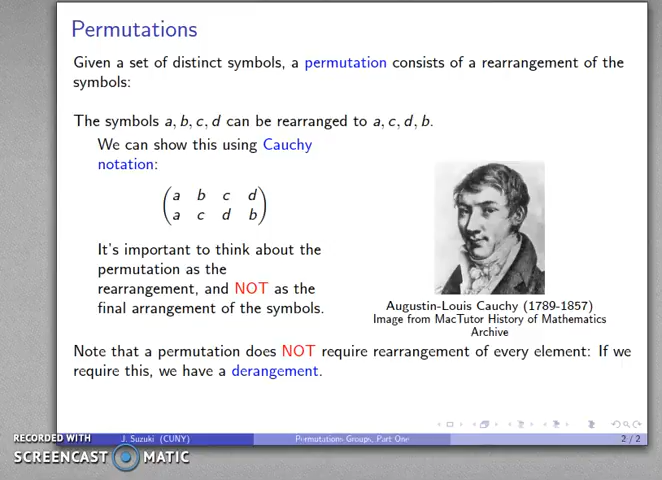 Permutations
Given a set of distinct symbols, a permutation consists of a rearrangement of the
symbols:
The symbols a, b, c, d can be rearranged to a, c, d, b.
We can show this using Cauchy
notation:
a b c d
a c d b
It's important to think about the
permutation as the
rearrangement, and NOT as the
final arrangement of the symbols.
Augustin-Louis Cauchy (1789-1857)
Image from MacTutor History of Mathematics
Archive
Note that a permutation does NOT require rearrangement of every element: If we
require this, we have a derangement.
RECORDED WITH
SCREENCAST MATIC
J. Suzuki (CUNY)
Permutations Groups, Part One
2 / 2